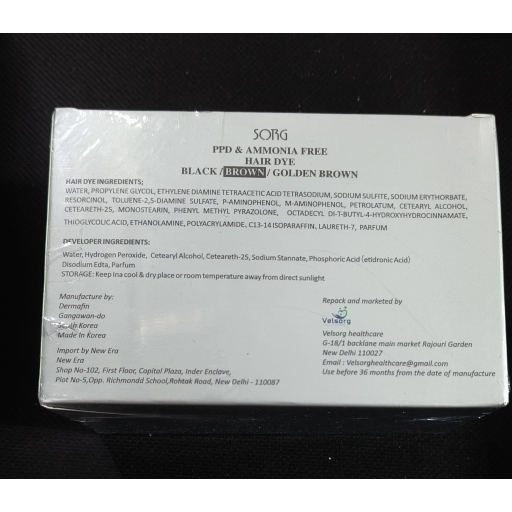 SORG
PPD & AMMONIA FREE
HAIR DYE
BLACK / BROWN / GOLDEN BROWN
HAIR DYE INGREDIENTS;
WATER, PROPYLENE GLYCOL, ETHYLENE DIAMINE TETRAACETIC ACID TETRASODIUM, SODIUM SULFITE, SODIUM ERYTHORBATE,
RESORCINOL, TOLUENE-2,5-DIAMINE SULFATE, P-AMINOPHENOL, M-AMINOPHENOL, PETROLATUM, CETEARYL ALCOHOL,
CETEARETH-25, MONOSTEARIN, PHENYL METHYL PYRAZOLONE, OCTADECYL DI-T-BUTYL-4-HYDROXYHYDROCINNAMATE,
THIOGLYCOLIC ACID, ETHANOLAMINE, POLYACRYLAMIDE, C13-14 ISOPARAFFIN, LAURETH-7, PARFUM
DEVELOPER INGREDIENTS:
Water, Hydrogen Peroxide, Cetearyl Alcohol, Ceteareth-25, Sodium Stannate, Phosphoric Acid (etidronic Acid)
Disodium Edta, Parfum
STORAGE: Keep Ina cool & dry place or room temperature away from direct sunlight
Manufacture by:
Dermafin
Gangawan-do
South Korea
Made In Korea
Import by New Era
New Era
Shop No-102, First Floor, Capital Plaza, Inder Enclave,
Plot No-5,Opp. Richmondd School,Rohtak Road, New Delhi - 110087
Repack and marketed by
Velsorg
Velsorg healthcare
G-18/1 backlane main market Rajouri Garden
New Delhi 110027
Email : Velsorghealthcare@gmail.com
Use before 36 months from the date of manufacture